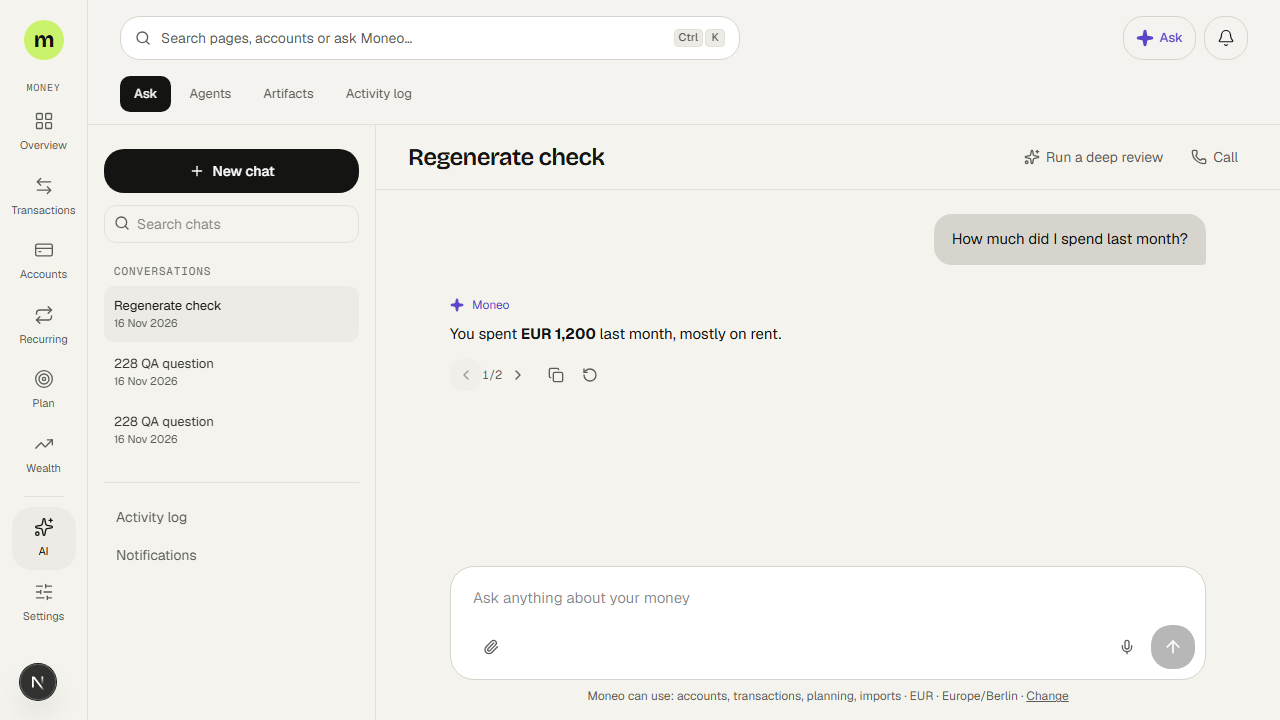 m
Search pages, accounts or ask Moneo...
Ctrl K
Ask
MONEY
Overview
Transactions
Accounts
Recurring
Plan
Wealth
AI
Settings
N
Ask
Agents
Artifacts
Activity log
New chat
Search chats
CONVERSATIONS
Regenerate check
16 Nov 2026
228 QA question
16 Nov 2026
228 QA question
16 Nov 2026
Activity log
Notifications
Regenerate check
Run a deep review
Call
How much did I spend last month?
Moneo
You spent EUR 1,200 last month, mostly on rent.
1/2
Ask anything about your money
Moneo can use: accounts, transactions, planning, imports · EUR · Europe/Berlin · Change